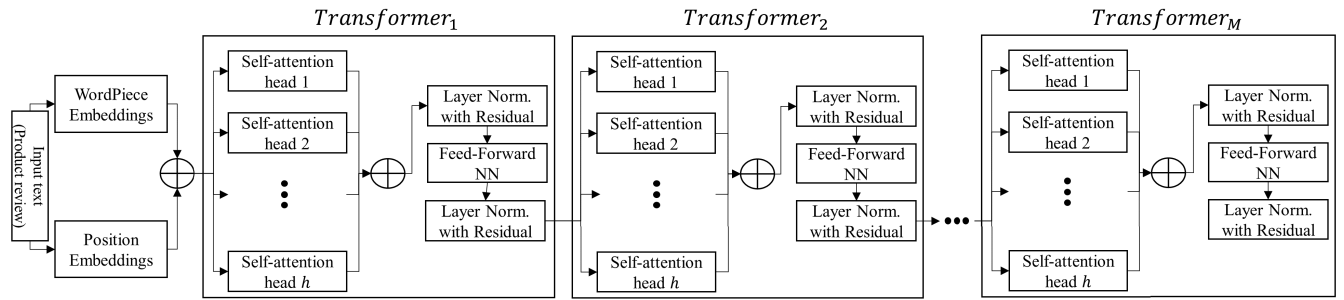 Transformer₁
Transformer₂
Transformer_M
Input text
(Product review)
WordPiece
Embeddings
Position
Embeddings
Self-attention
head 1
Self-attention
head 2
Self-attention
head h
Layer Norm.
with Residual
Feed-Forward
NN
Layer Norm.
with Residual
Self-attention
head 1
Self-attention
head 2
Self-attention
head h
Layer Norm.
with Residual
Feed-Forward
NN
Layer Norm.
with Residual
Self-attention
head 1
Self-attention
head 2
Self-attention
head h
Layer Norm.
with Residual
Feed-Forward
NN
Layer Norm.
with Residual